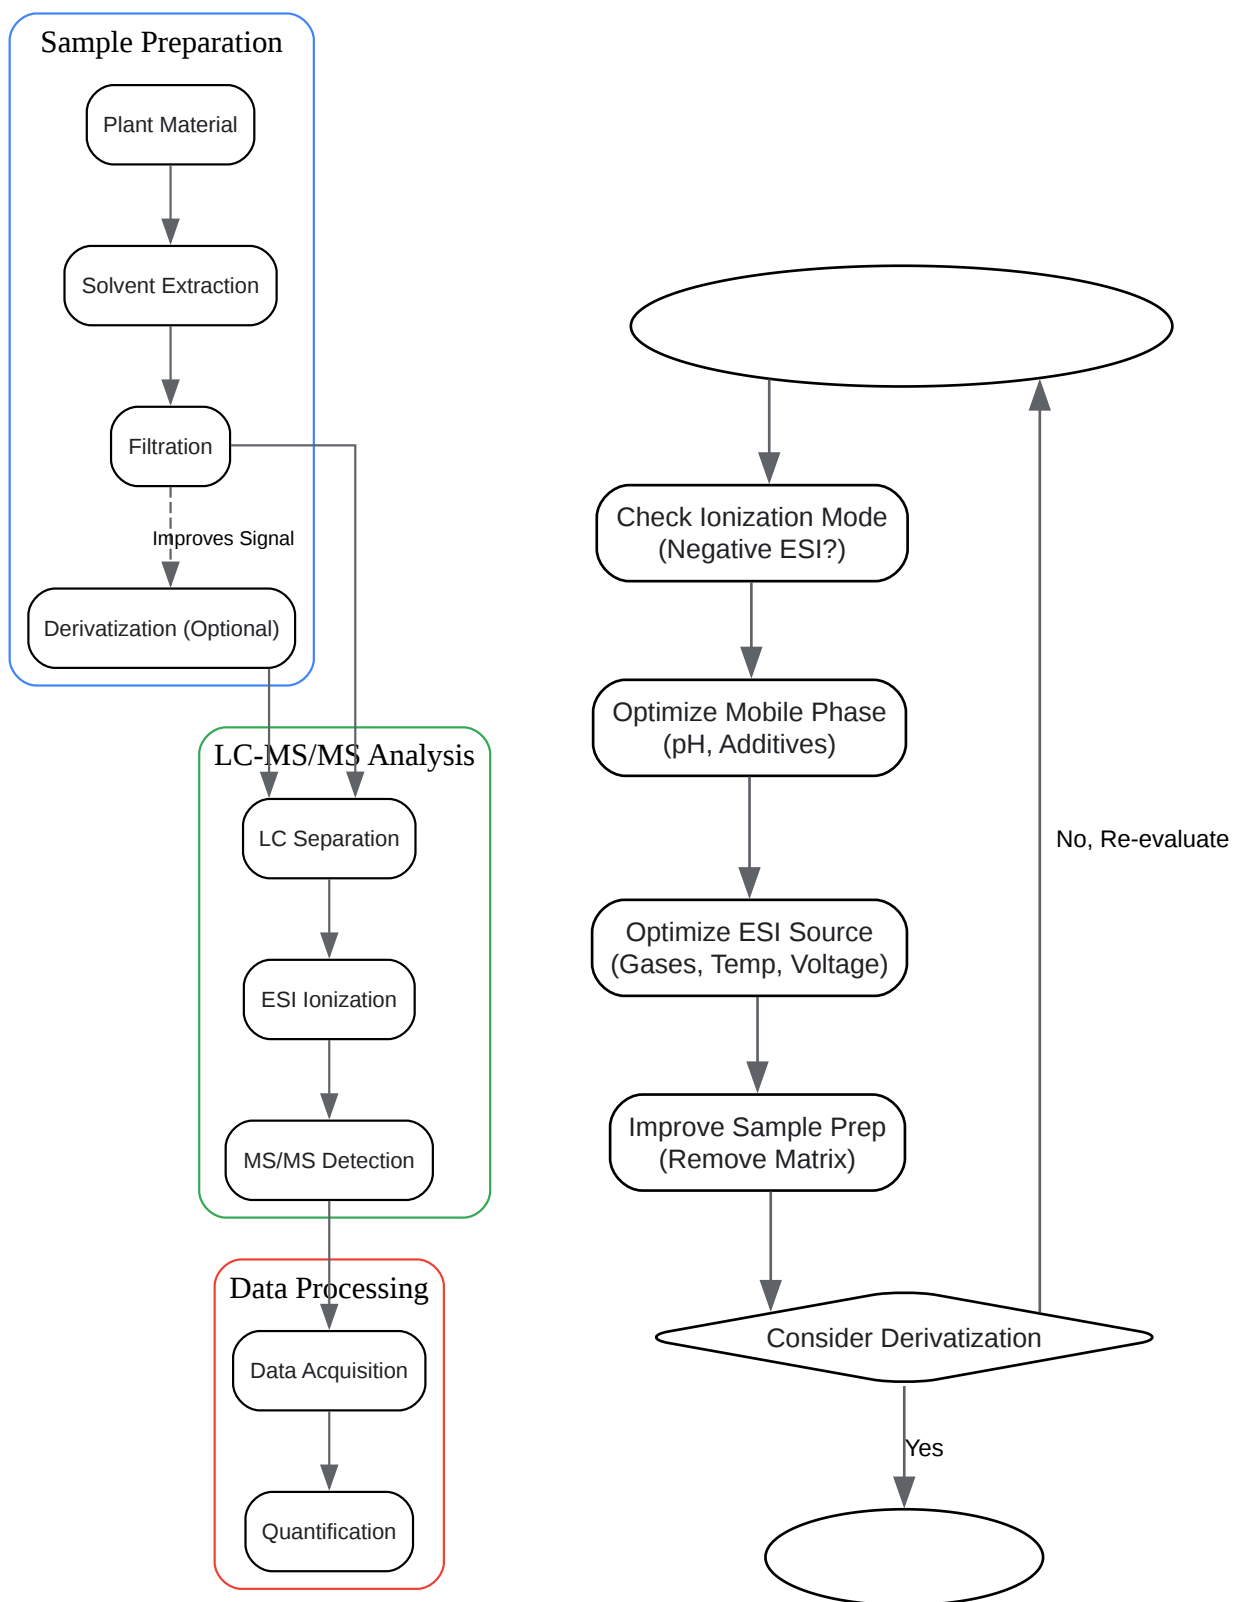 Sample Preparation
Plant Material
Solvent Extraction
Filtration
Improves Signal
Derivatization (Optional)
LC-MS/MS Analysis
LC Separation
ESI Ionization
MS/MS Detection
Data Processing
Data Acquisition
Quantification
Check Ionization Mode
(Negative ESI?)
Optimize Mobile Phase
(pH, Additives)
Optimize ESI Source
(Gases, Temp, Voltage)
Improve Sample Prep
(Remove Matrix)
Consider Derivatization
No, Re-evaluate
Yes